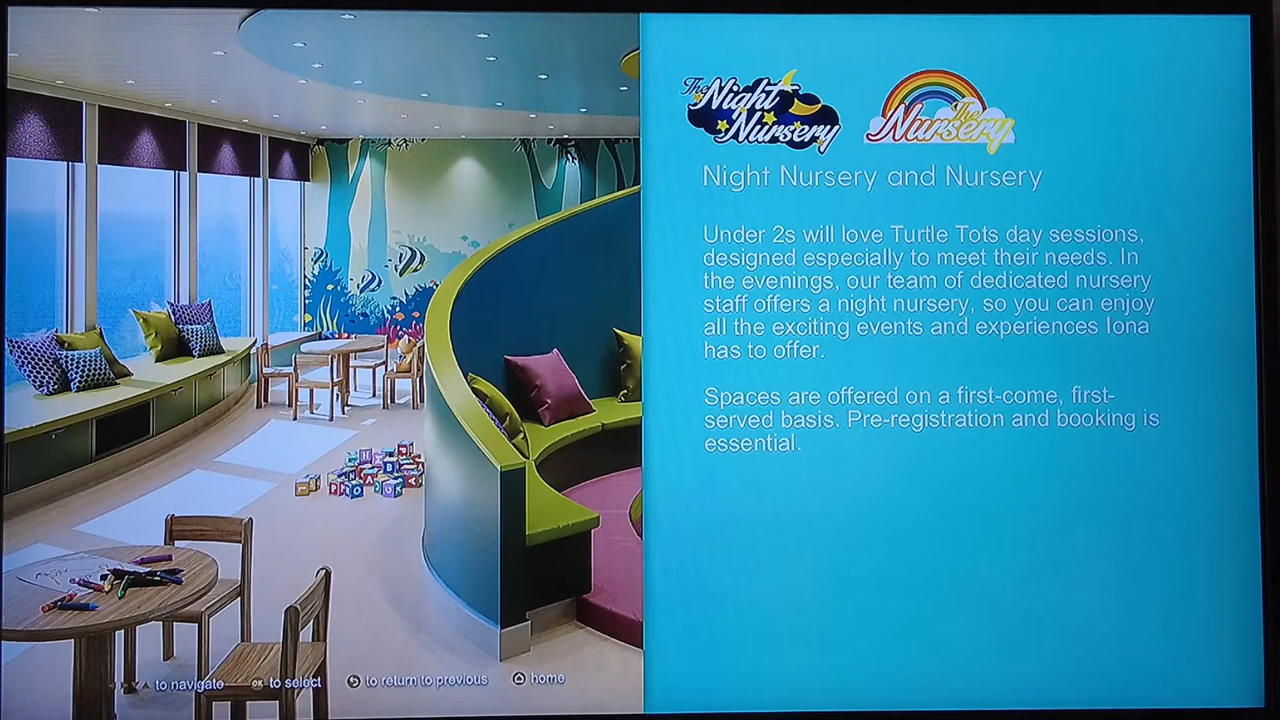 The Night Nursery
The Nursery
Night Nursery and Nursery
Under 2s will love Turtle Tots day sessions,
designed especially to meet their needs. In
the evenings, our team of dedicated nursery
staff offers a night nursery, so you can enjoy
all the exciting events and experiences Iona
has to offer.
Spaces are offered on a first-come, first-
served basis. Pre-registration and booking is
essential.
to navigate OK to select to return to previous home